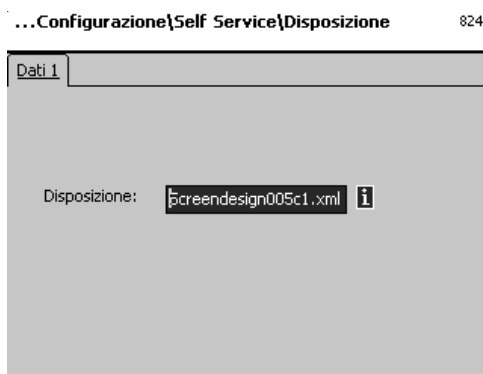 ...Configurazione\Self Service\Disposizione 824
Dati 1
Disposizione: Screendesign005c1.xml i